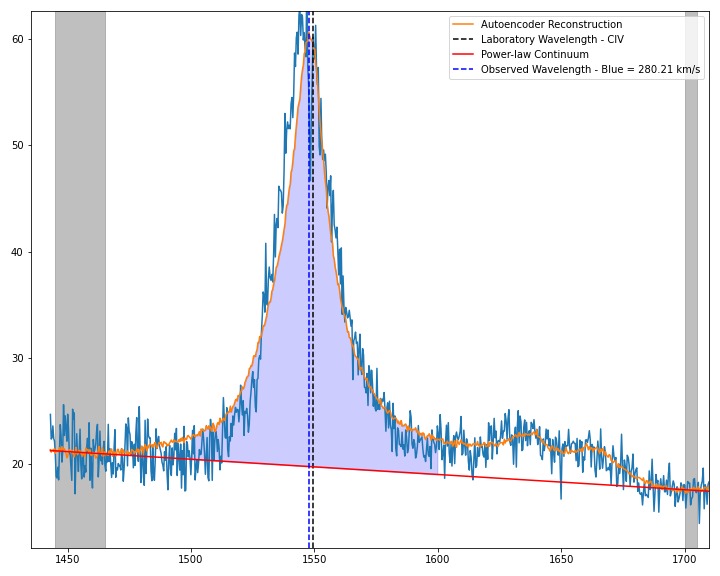 Autoencoder Reconstruction
Laboratory Wavelength - CIV
Power-law Continuum
Observed Wavelength - Blue = 280.21 km/s
60
50
40
30
20
1450 1500 1550 1600 1650 1700